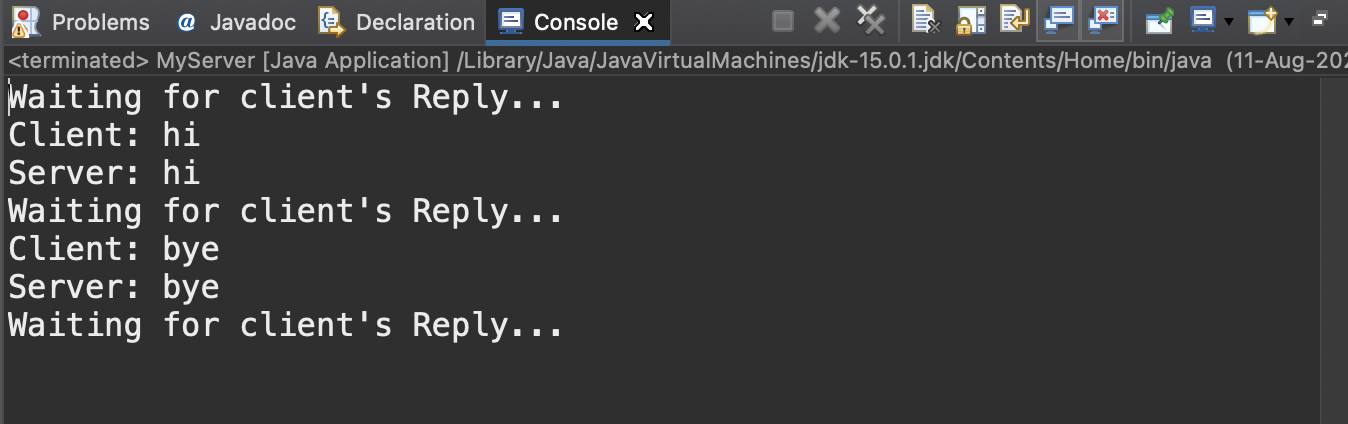 Problems @ Javadoc Declaration Console
<terminated> MyServer [Java Application] /Library/Java/JavaVirtualMachines/jdk-15.0.1.jdk/Contents/Home/bin/java (11-Aug-202
Waiting for client's Reply...
Client: hi
Server: hi
Waiting for client's Reply...
Client: bye
Server: bye
Waiting for client's Reply...